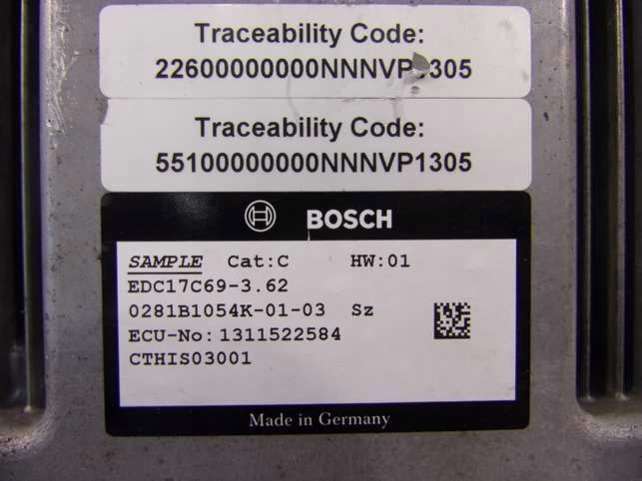 Traceability Code:
Traceability Code:
55100000000NNNVP1305
BOSCH
SAMPLE Cat:C HW:01
EDC17C69-3.62
0281B1054K-01-03 Sz
ECU-No: 1311522584
CTHIS03001
Made in Germany